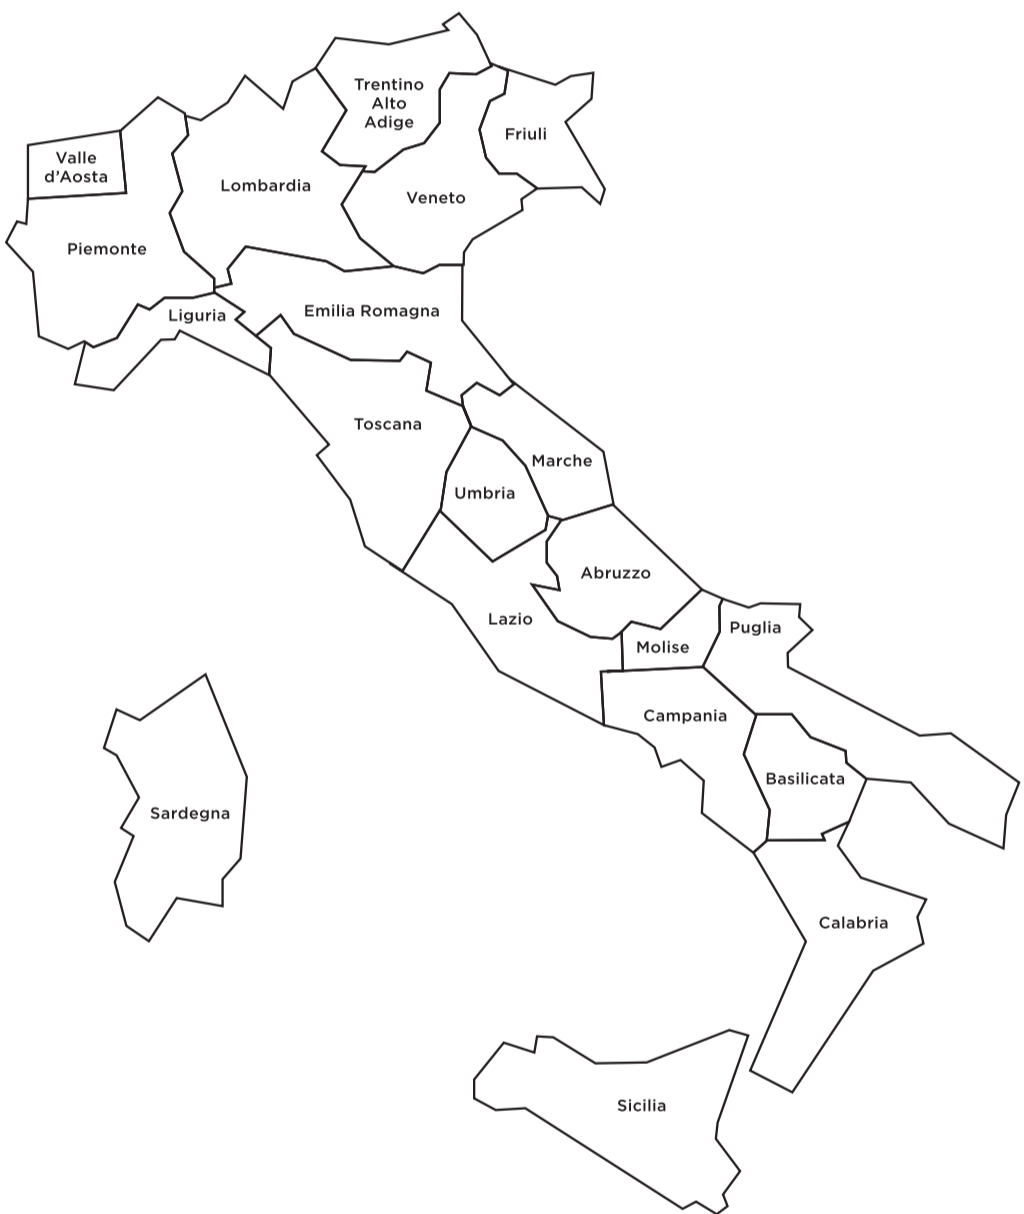 Trentino
Alto
Adige
Friuli
Valle
d'Aosta
Lombardia
Veneto
Piemonte
Liguria
Emilia Romagna
Toscana
Marche
Umbria
Abruzzo
Lazio
Puglia
Molise
Campania
Basilicata
Sardegna
Calabria
Sicilia